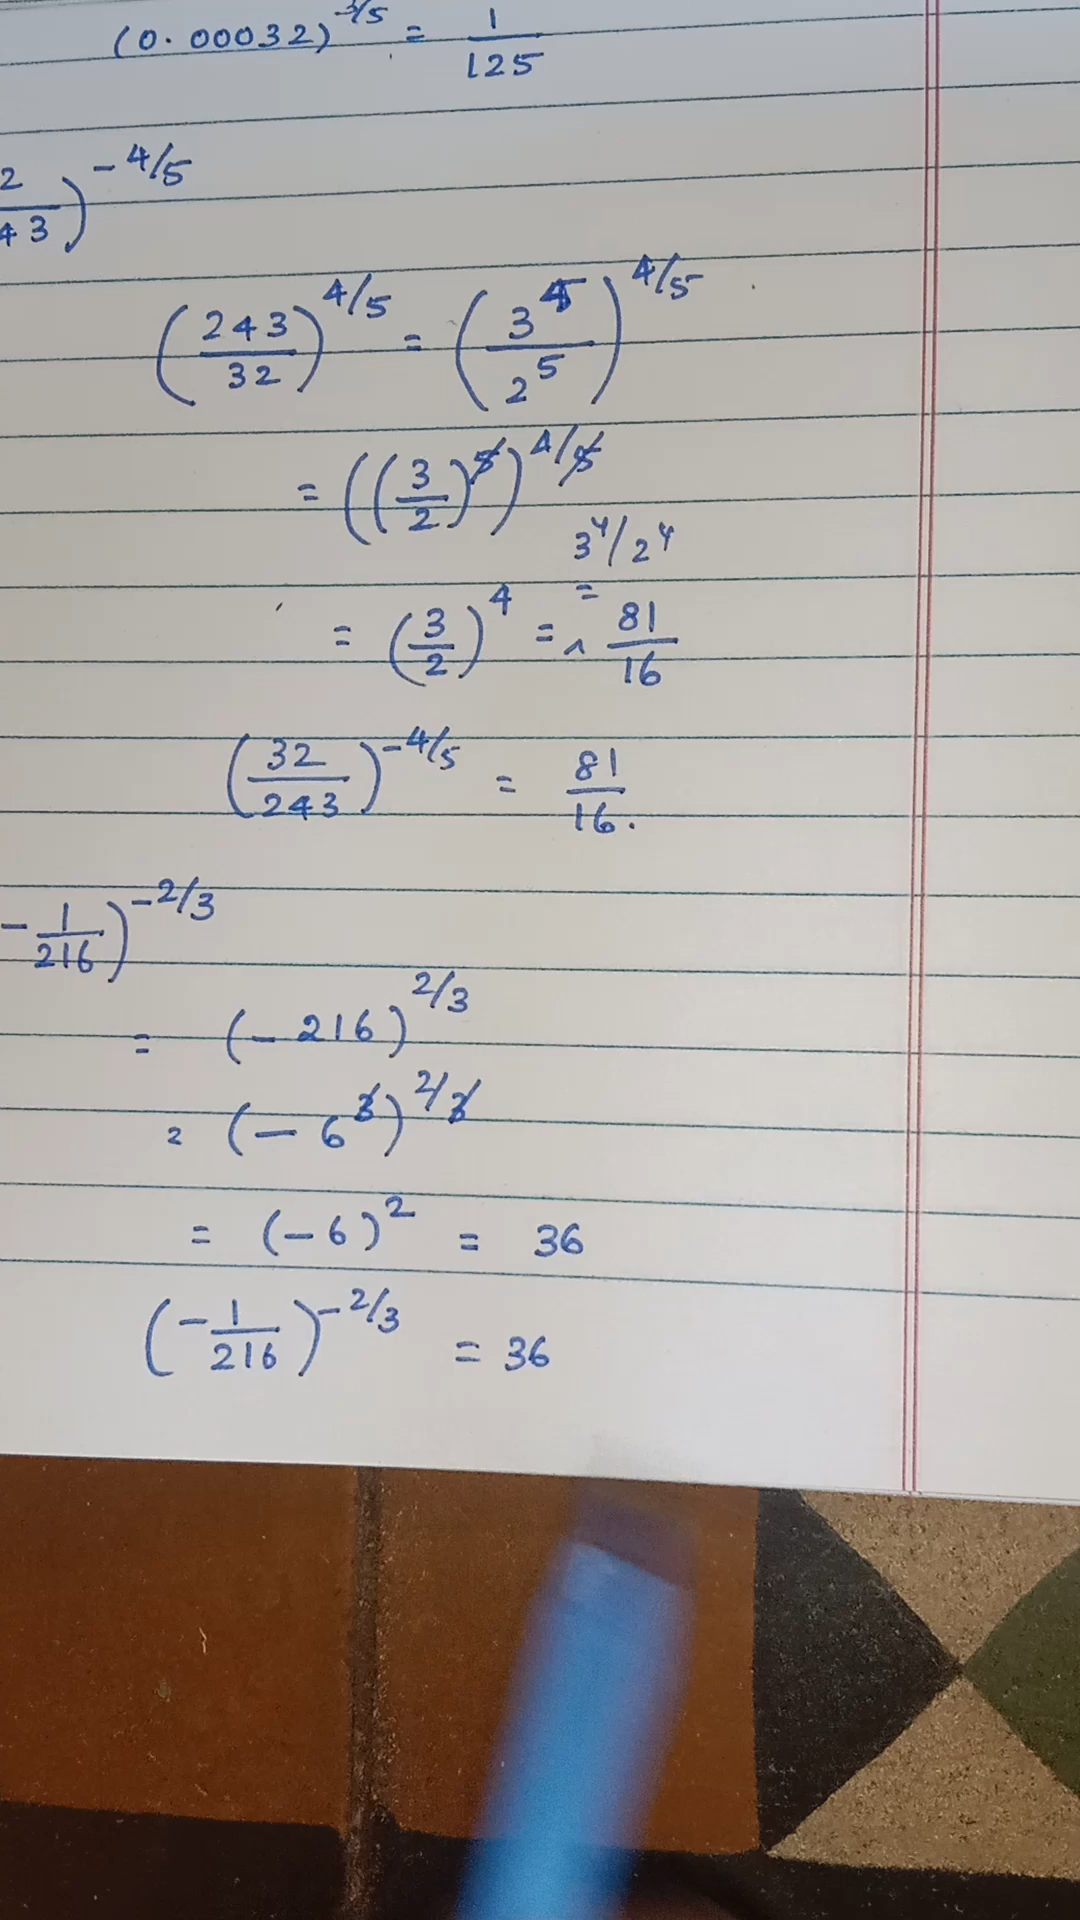 (0.00032)^-3/5 = 1/125
2/43)^-4/5
(243/32)^4/5 = (3^5/2^5)^4/5
= ((3/2)^5)^4/5
3^4/2^4
= (3/2)^4 = ^ = 81/16
(32/243)^-4/5 = 81/16.
-1/216)^-2/3
= (-216)^2/3
= (-6^3)^2/3
= (-6)^2 = 36
(-1/216)^-2/3 = 36